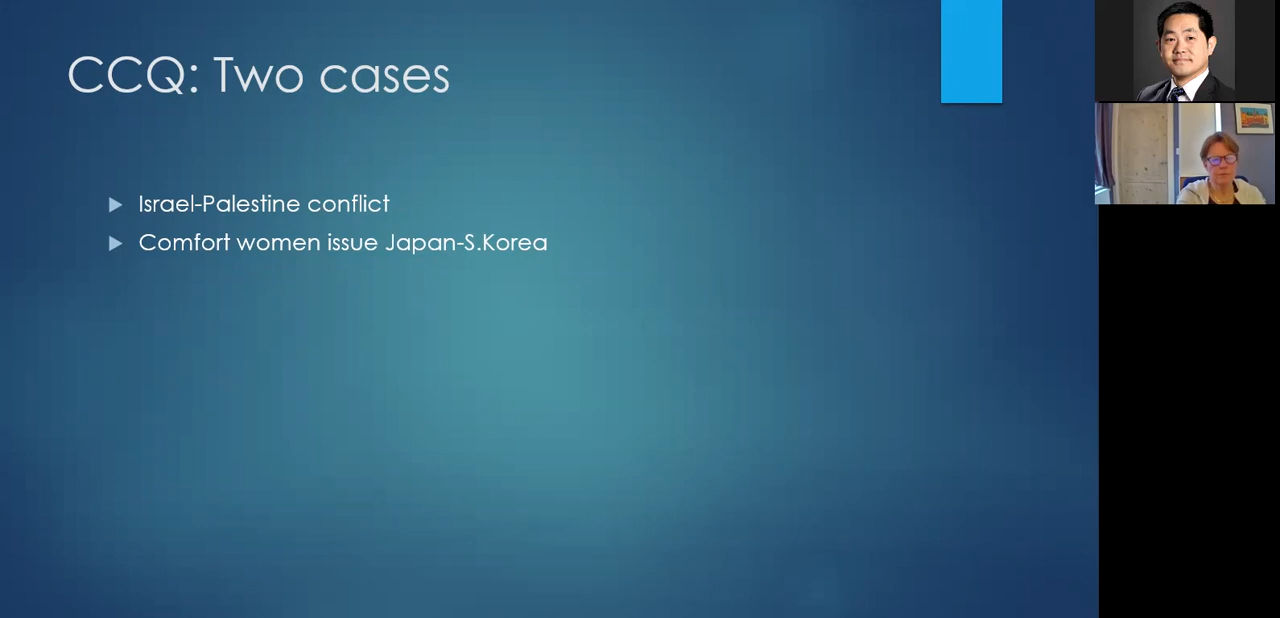 CCQ: Two cases
Israel-Palestine conflict
Comfort women issue Japan-S.Korea